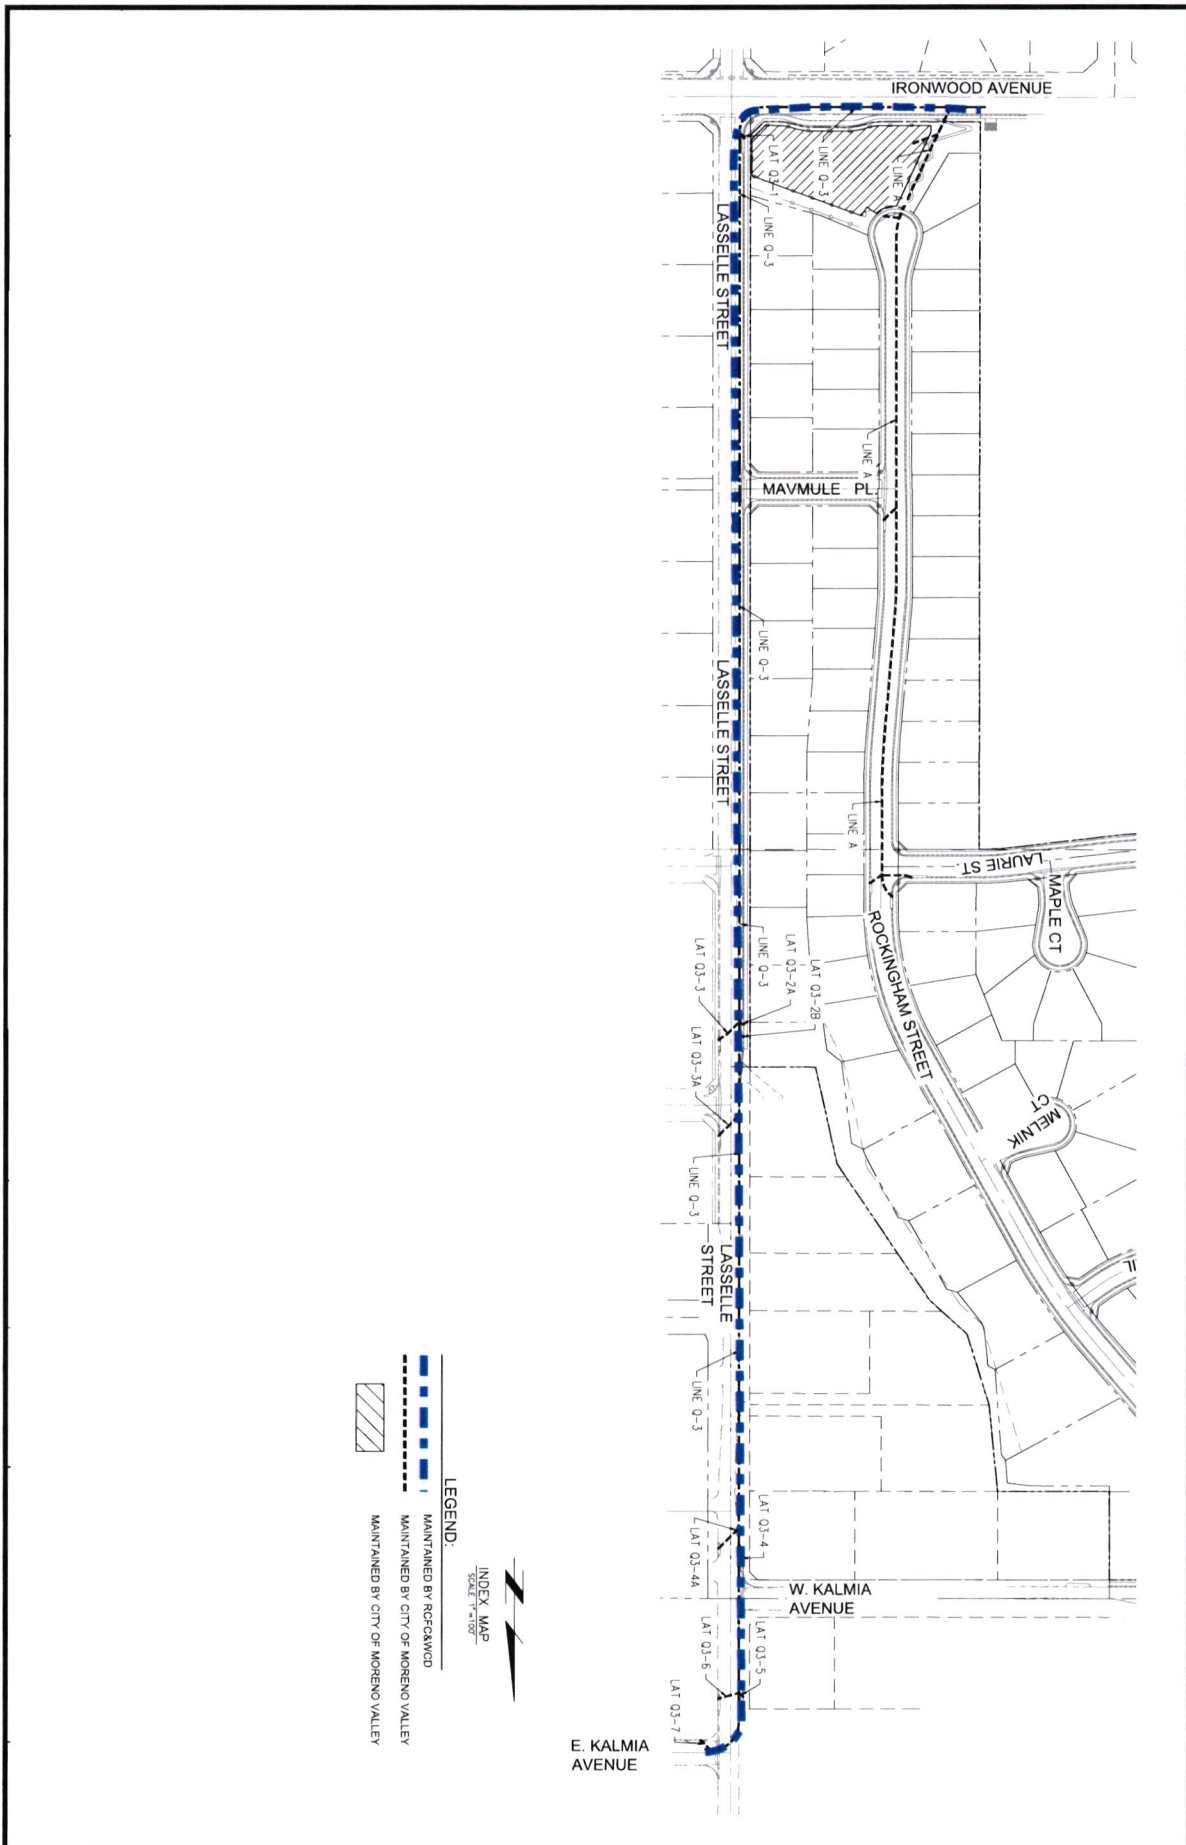 IRONWOOD AVENUE
LINE A
LINE Q-3
LAT Q3-1
LINE Q-3
LASSELLE STREET
LINE A
MAVMULE PL.
LINE Q-3
LASSELLE STREET
LINE A
LAURIE ST.
MAPLE CT
ROCKINGHAM STREET
LINE Q-3
LAT Q3-2A
LAT Q3-2B
LAT Q3-3
LAT Q3-3A
MELNIK
CT
LINE Q-3
LASSELLE
STREET
LINE Q-3
LAT Q3-4
LAT Q3-4A
W. KALMIA
AVENUE
LAT Q3-5
LAT Q3-6
LAT Q3-7
E. KALMIA
AVENUE
INDEX MAP
SCALE 1"=100'
LEGEND:
MAINTAINED BY RCFC&WCD
MAINTAINED BY CITY OF MORENO VALLEY
MAINTAINED BY CITY OF MORENO VALLEY